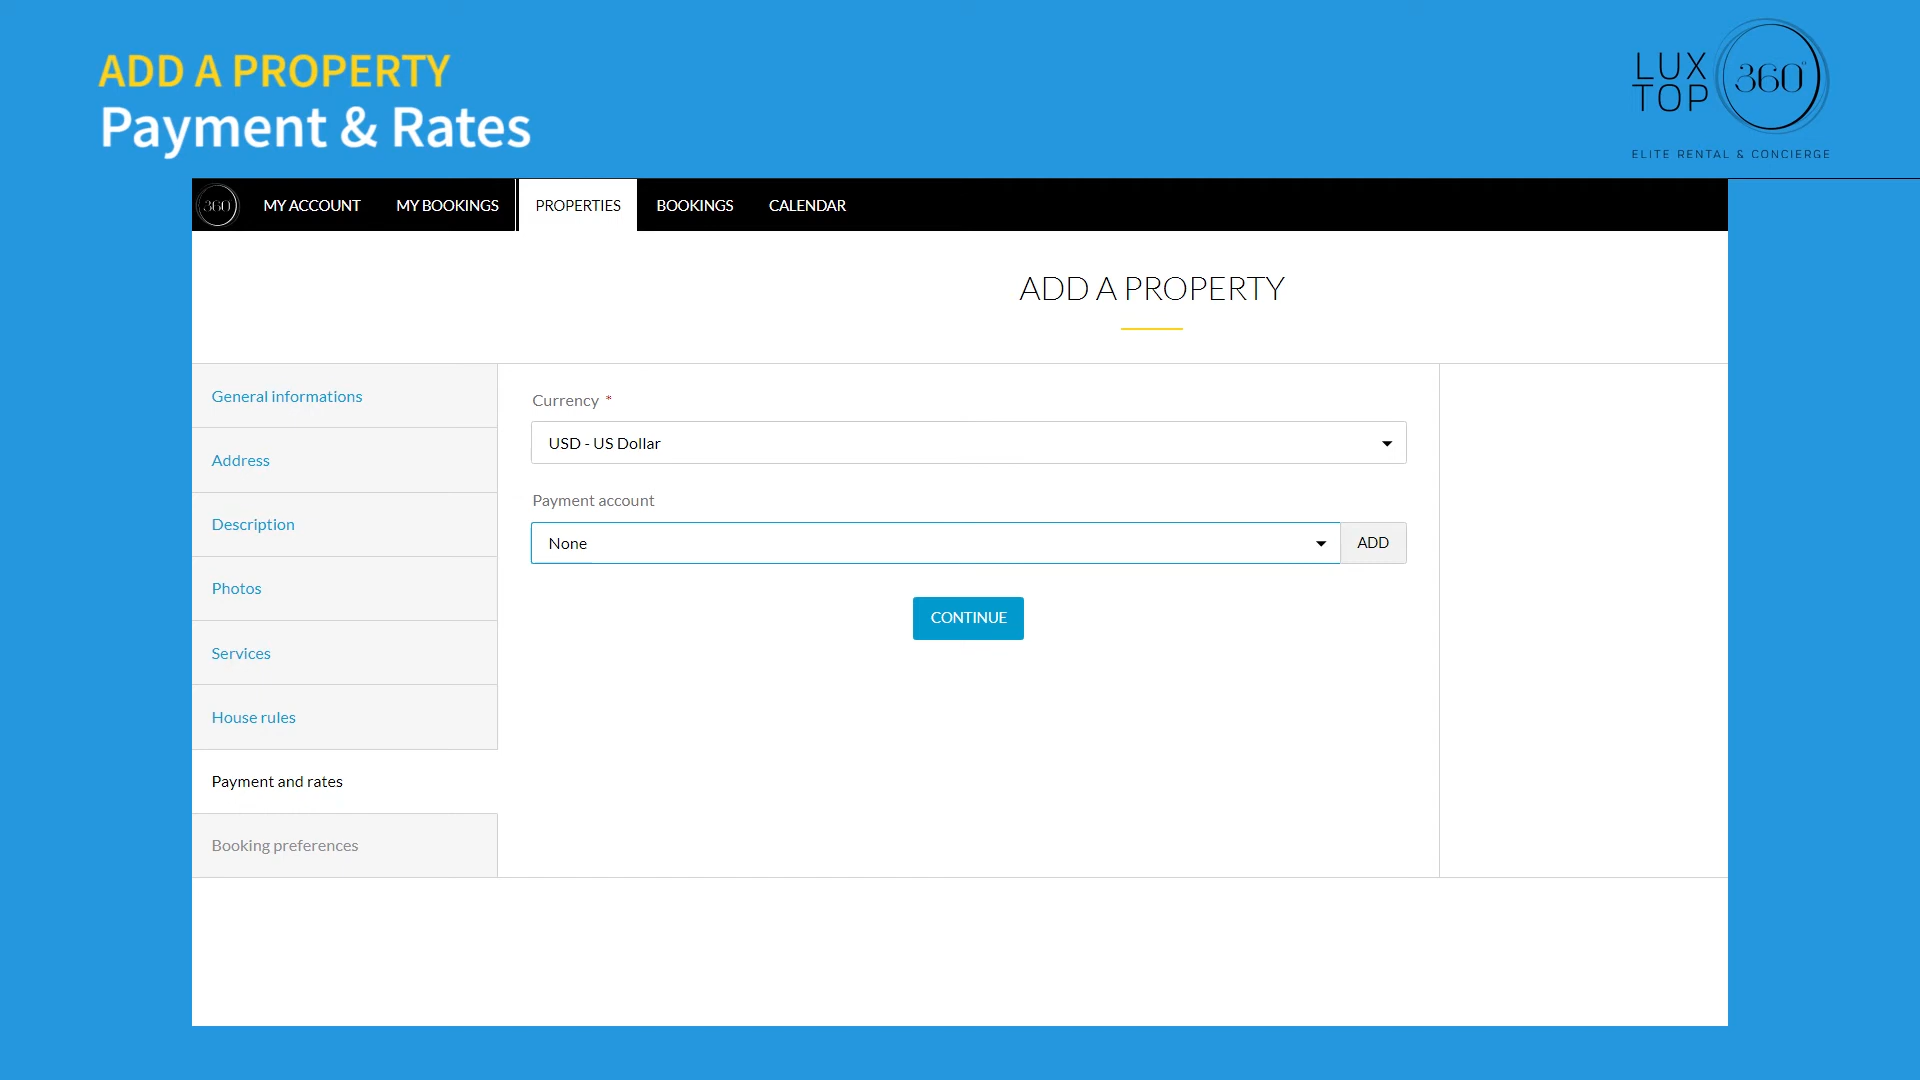 ADD A PROPERTY
Payment & Rates
LUX
TOP
360°
ELITE RENTAL & CONCIERGE
360° MY ACCOUNT MY BOOKINGS PROPERTIES BOOKINGS CALENDAR
ADD A PROPERTY
General informations
Address
Description
Photos
Services
House rules
Payment and rates
Booking preferences
Currency *
USD - US Dollar
Payment account
None
ADD
CONTINUE